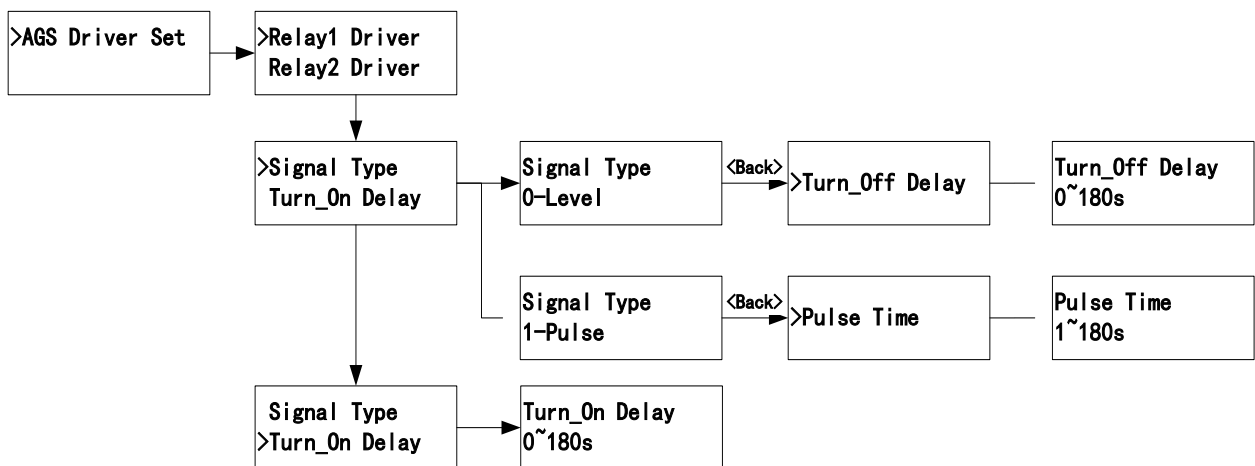 >AGS Driver Set
>Relay1 Driver
Relay2 Driver
>Signal Type
Turn_On Delay
Signal Type
0-Level
<Back>
>Turn_Off Delay
Turn_Off Delay
0~180s
Signal Type
1-Pulse
<Back>
>Pulse Time
Pulse Time
1~180s
Signal Type
>Turn_On Delay
Turn_On Delay
0~180s